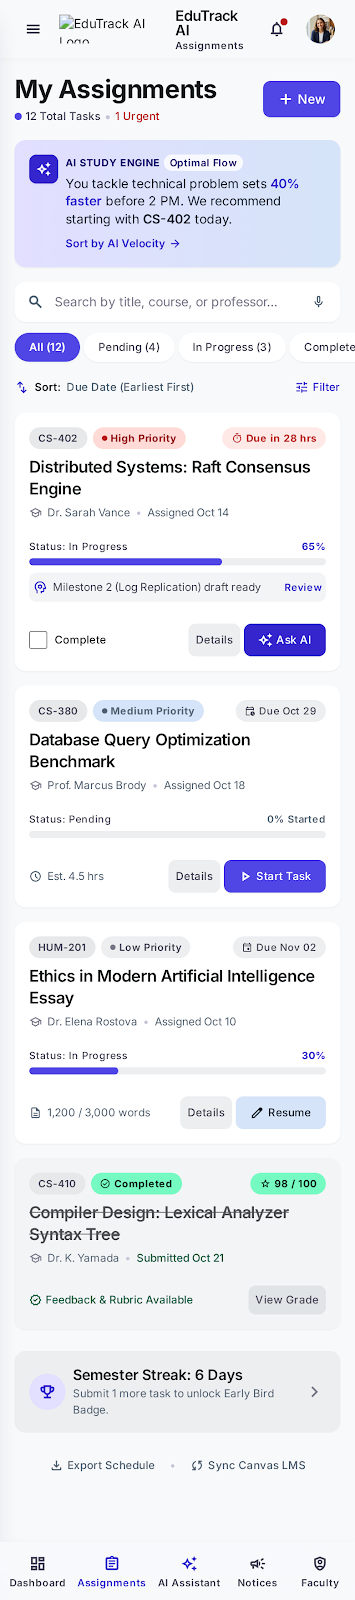 EduTrack AI
EduTrack
AI
Assignments
My Assignments
12 Total Tasks • 1 Urgent
+ New
AI STUDY ENGINE Optimal Flow
You tackle technical problem sets 40%
faster before 2 PM. We recommend
starting with CS-402 today.
Sort by AI Velocity →
Search by title, course, or professor...
All (12) Pending (4) In Progress (3) Complete
Sort: Due Date (Earliest First) Filter
CS-402 • High Priority Due in 28 hrs
Distributed Systems: Raft Consensus
Engine
Dr. Sarah Vance • Assigned Oct 14
Status: In Progress 65%
Milestone 2 (Log Replication) draft ready Review
Complete Details Ask AI
CS-380 • Medium Priority Due Oct 29
Database Query Optimization
Benchmark
Prof. Marcus Brody • Assigned Oct 18
Status: Pending 0% Started
Est. 4.5 hrs Details Start Task
HUM-201 • Low Priority Due Nov 02
Ethics in Modern Artificial Intelligence
Essay
Dr. Elena Rostova • Assigned Oct 10
Status: In Progress 30%
1,200 / 3,000 words Details Resume
CS-410 Completed 98 / 100
Compiler Design: Lexical Analyzer
Syntax Tree
Dr. K. Yamada • Submitted Oct 21
Feedback & Rubric Available View Grade
Semester Streak: 6 Days
Submit 1 more task to unlock Early Bird
Badge.
Export Schedule • Sync Canvas LMS
Dashboard Assignments AI Assistant Notices Faculty